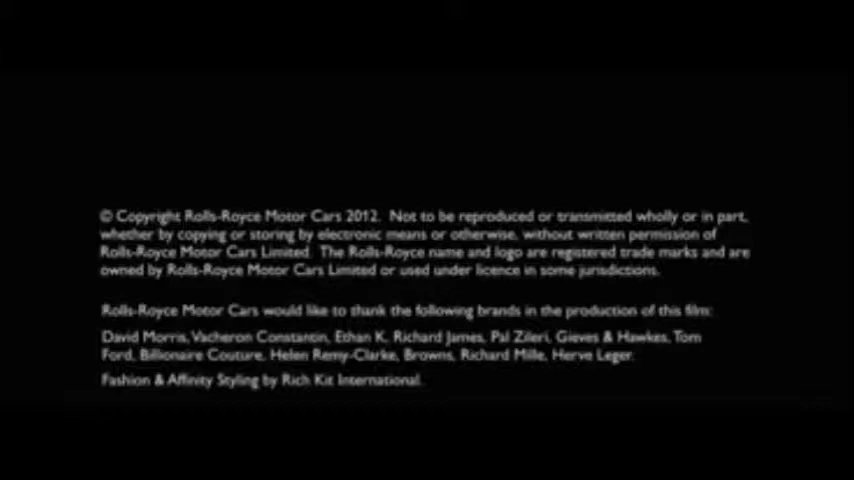 © Copyright Rolls-Royce Motor Cars 2012.  Not to be reproduced or transmitted wholly or in part,
whether by copying or storing by electronic means or otherwise, without written permission of
Rolls-Royce Motor Cars Limited.  The Rolls-Royce name and logo are registered trade marks and are
owned by Rolls-Royce Motor Cars Limited or used under licence in some jurisdictions.
Rolls-Royce Motor Cars would like to thank the following brands in the production of this film:
David Morris, Vacheron Constantin, Ethan K, Richard James, Pal Zileri, Gieves & Hawkes, Tom
Ford, Billionaire Couture, Helen Remy-Clarke, Browns, Richard Mille, Herve Leger.
Fashion & Affinity Styling by Rich Kit International.